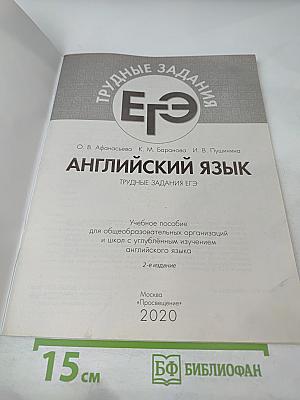 ТРУДНЫЕ ЗАДАНИЯ
ЕГЭ
О. В. Афанасьева К. М. Баранова И. В. Пушинина
АНГЛИЙСКИЙ ЯЗЫК
ТРУДНЫЕ ЗАДАНИЯ ЕГЭ
Учебное пособие
для общеобразовательных организаций
и школ с углублённым изучением
английского языка
2-е издание
Москва
«Просвещение»
2020
15 см
БФ БИБЛИОФАН